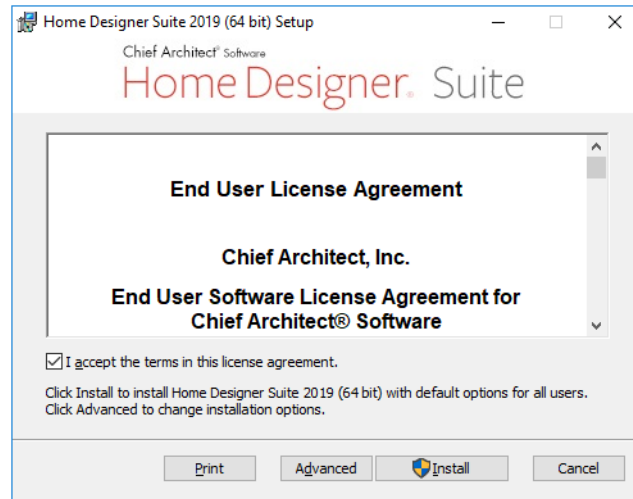 Home Designer Suite 2019 (64 bit) Setup
Chief Architect® Software
Home Designer® Suite
End User License Agreement
Chief Architect, Inc.
End User Software License Agreement for
Chief Architect® Software
I accept the terms in this license agreement.
Click Install to install Home Designer Suite 2019 (64 bit) with default options for all users.
Click Advanced to change installation options.
Print Advanced Install Cancel